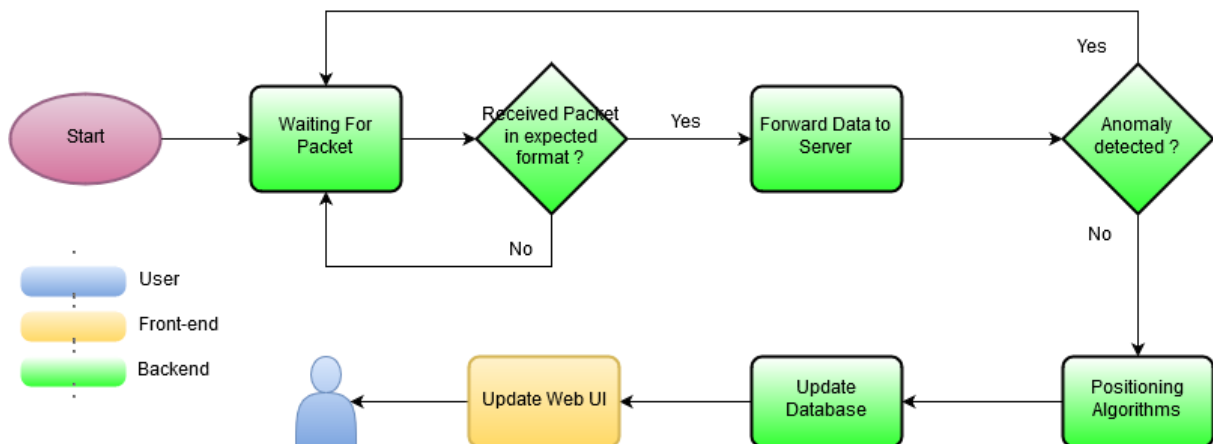 Yes
Start
Waiting For
Packet
Received Packet
in expected
format ?
Yes
Forward Data to
Server
Anomaly
detected ?
No
No
User
Front-end
Backend
Update Web UI
Update
Database
Positioning
Algorithms